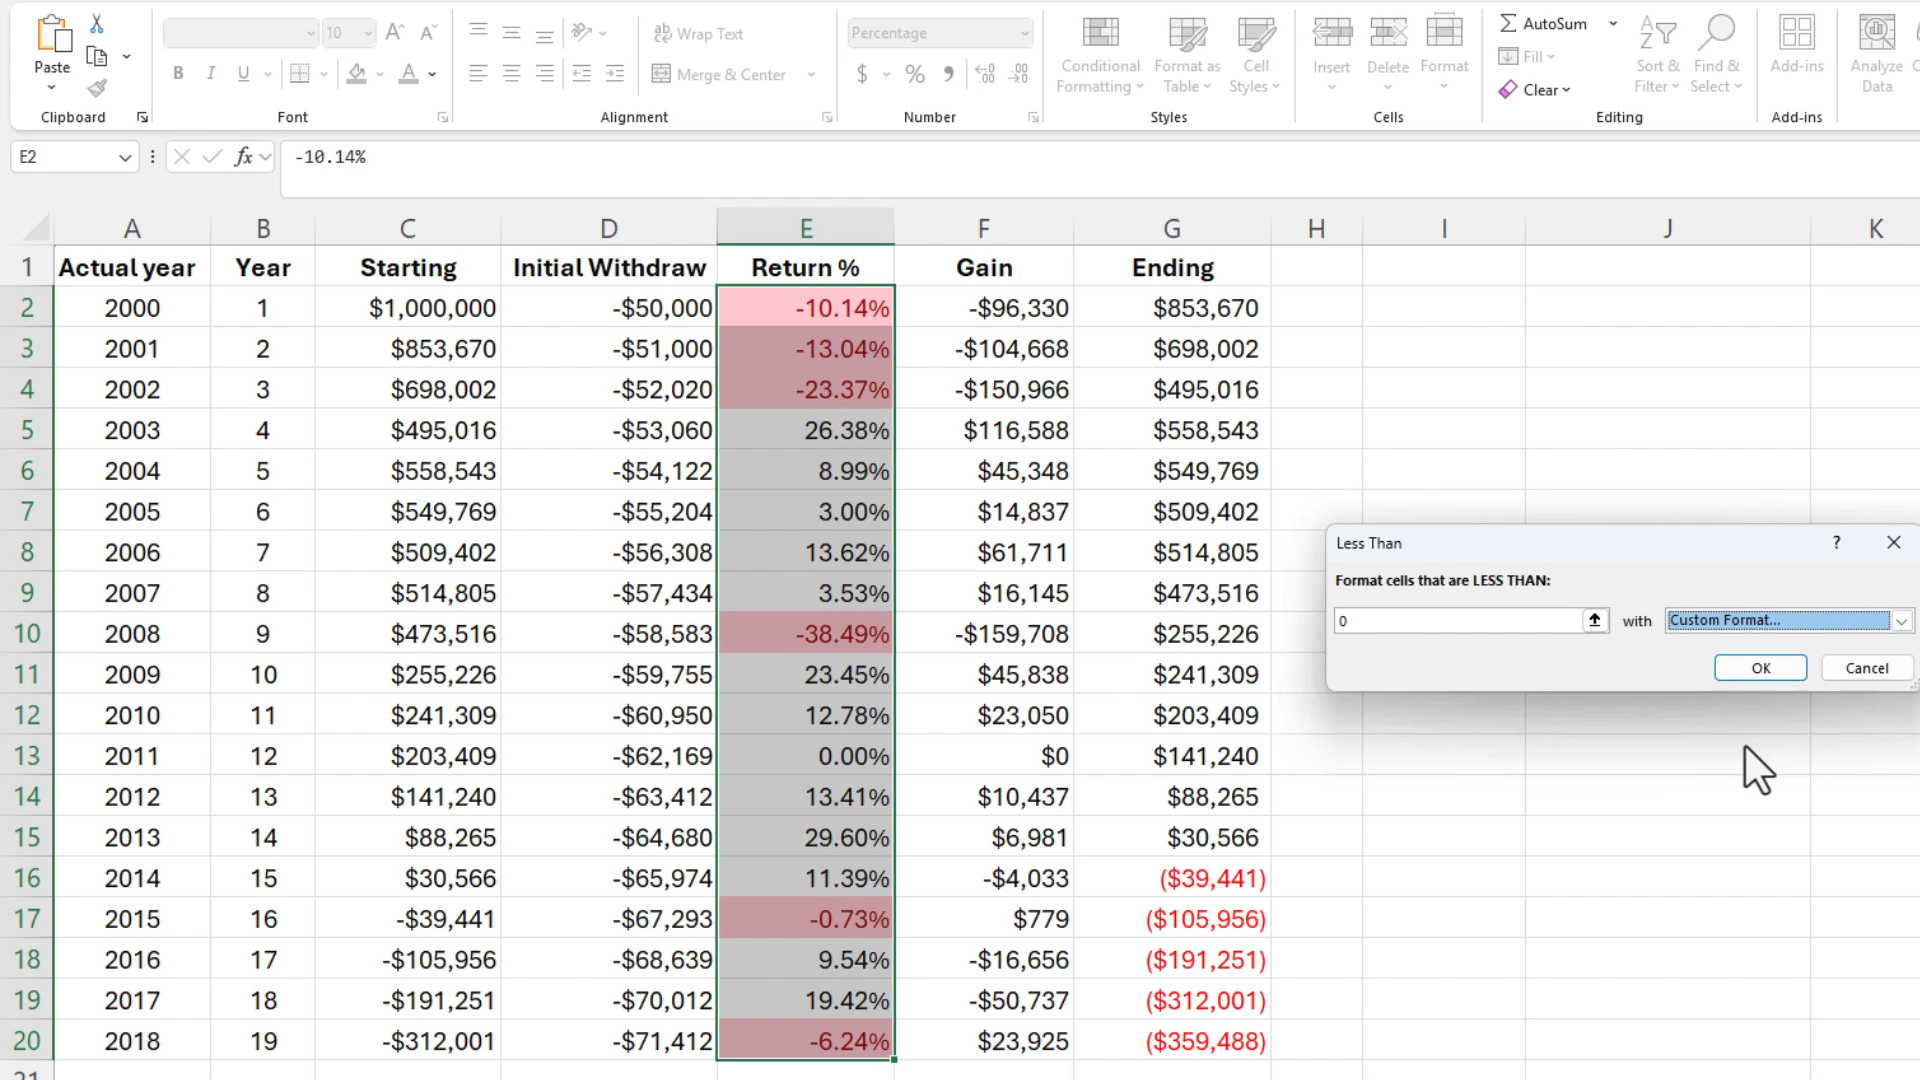 Paste
Clipboard
10
A A
B I U A
Font
ab Wrap Text
Merge & Center
Alignment
Percentage
$ % 9 .00 .00
Number
Conditional Formatting
Format as Table
Cell Styles
Styles
Insert
Delete
Format
Cells
AutoSum
Fill
Clear
Sort & Filter
Find & Select
Editing
Add-ins
Add-ins
Analyze Data
E2
fx
-10.14%
A B C D E F G H I J K
1 Actual year Year Starting Initial Withdraw Return % Gain Ending
2 2000 1 $1,000,000 -$50,000 -10.14% -$96,330 $853,670
3 2001 2 $853,670 -$51,000 -13.04% -$104,668 $698,002
4 2002 3 $698,002 -$52,020 -23.37% -$150,966 $495,016
5 2003 4 $495,016 -$53,060 26.38% $116,588 $558,543
6 2004 5 $558,543 -$54,122 8.99% $45,348 $549,769
7 2005 6 $549,769 -$55,204 3.00% $14,837 $509,402
8 2006 7 $509,402 -$56,308 13.62% $61,711 $514,805
9 2007 8 $514,805 -$57,434 3.53% $16,145 $473,516
10 2008 9 $473,516 -$58,583 -38.49% -$159,708 $255,226
11 2009 10 $255,226 -$59,755 23.45% $45,838 $241,309
12 2010 11 $241,309 -$60,950 12.78% $23,050 $203,409
13 2011 12 $203,409 -$62,169 0.00% $0 $141,240
14 2012 13 $141,240 -$63,412 13.41% $10,437 $88,265
15 2013 14 $88,265 -$64,680 29.60% $6,981 $30,566
16 2014 15 $30,566 -$65,974 11.39% -$4,033 ($39,441)
17 2015 16 -$39,441 -$67,293 -0.73% $779 ($105,956)
18 2016 17 -$105,956 -$68,639 9.54% -$16,656 ($191,251)
19 2017 18 -$191,251 -$70,012 19.42% -$50,737 ($312,001)
20 2018 19 -$312,001 -$71,412 -6.24% $23,925 ($359,488)
Less Than
?
Format cells that are LESS THAN:
0 with Custom Format...
OK Cancel